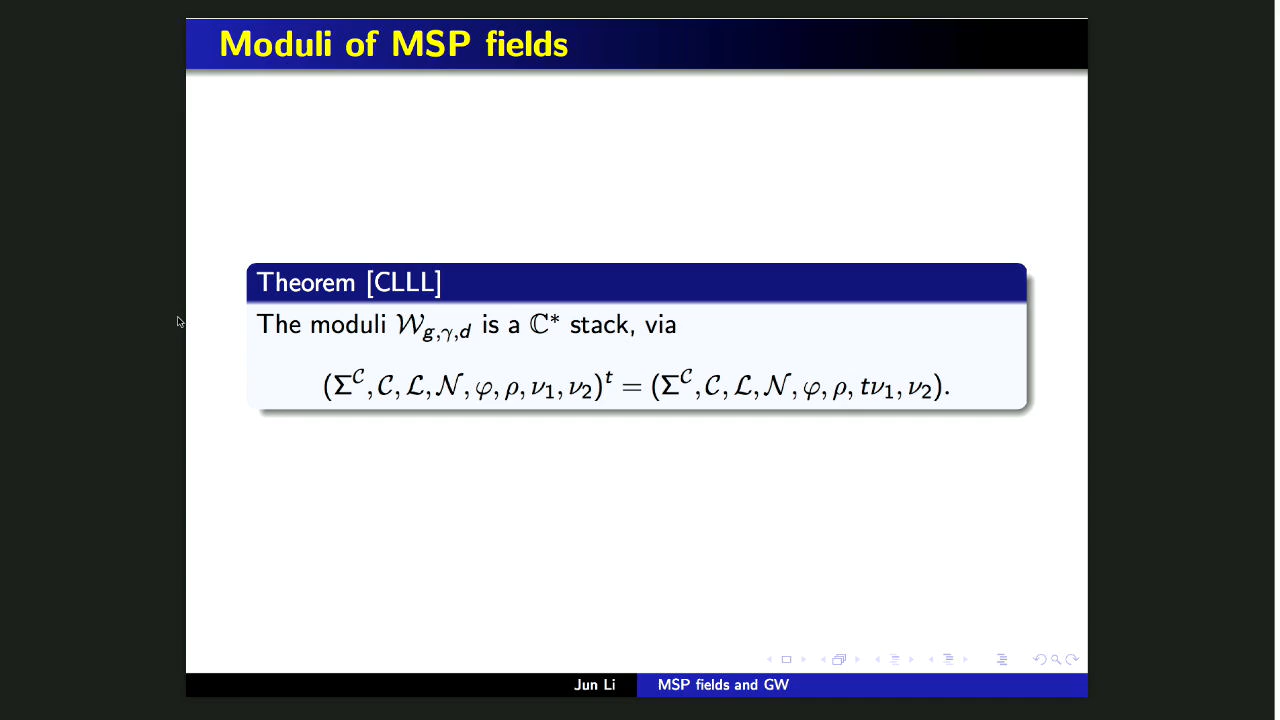 Moduli of MSP fields
Theorem [CLLL]
The moduli 𝒲_{g,γ,d} is a ℂ* stack, via
(Σ^𝒞, 𝒞, ℒ, 𝒩, φ, ρ, ν₁, ν₂)^t = (Σ^𝒞, 𝒞, ℒ, 𝒩, φ, ρ, tν₁, ν₂).
Jun Li
MSP fields and GW